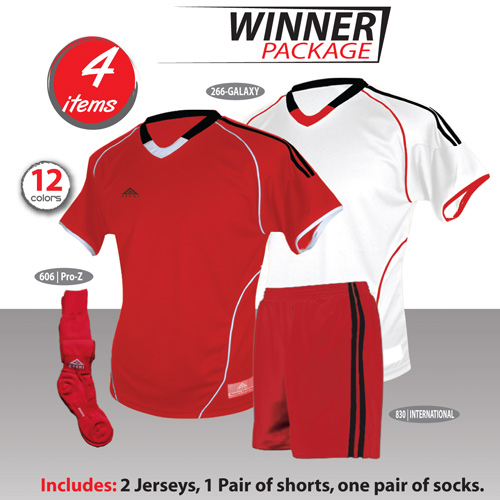 WINNER
PACKAGE
4
items
266-GALAXY
12
colors
606 | Pro-Z
830 | INTERNATIONAL
Includes: 2 Jerseys, 1 Pair of shorts, one pair of socks.